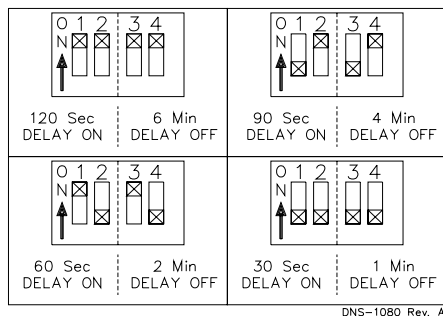 O 1 2 3 4
N
120 Sec 6 Min
DELAY ON DELAY OFF
O 1 2 3 4
N
90 Sec 4 Min
DELAY ON DELAY OFF
O 1 2 3 4
N
60 Sec 2 Min
DELAY ON DELAY OFF
O 1 2 3 4
N
30 Sec 1 Min
DELAY ON DELAY OFF
DNS-1080 Rev. A